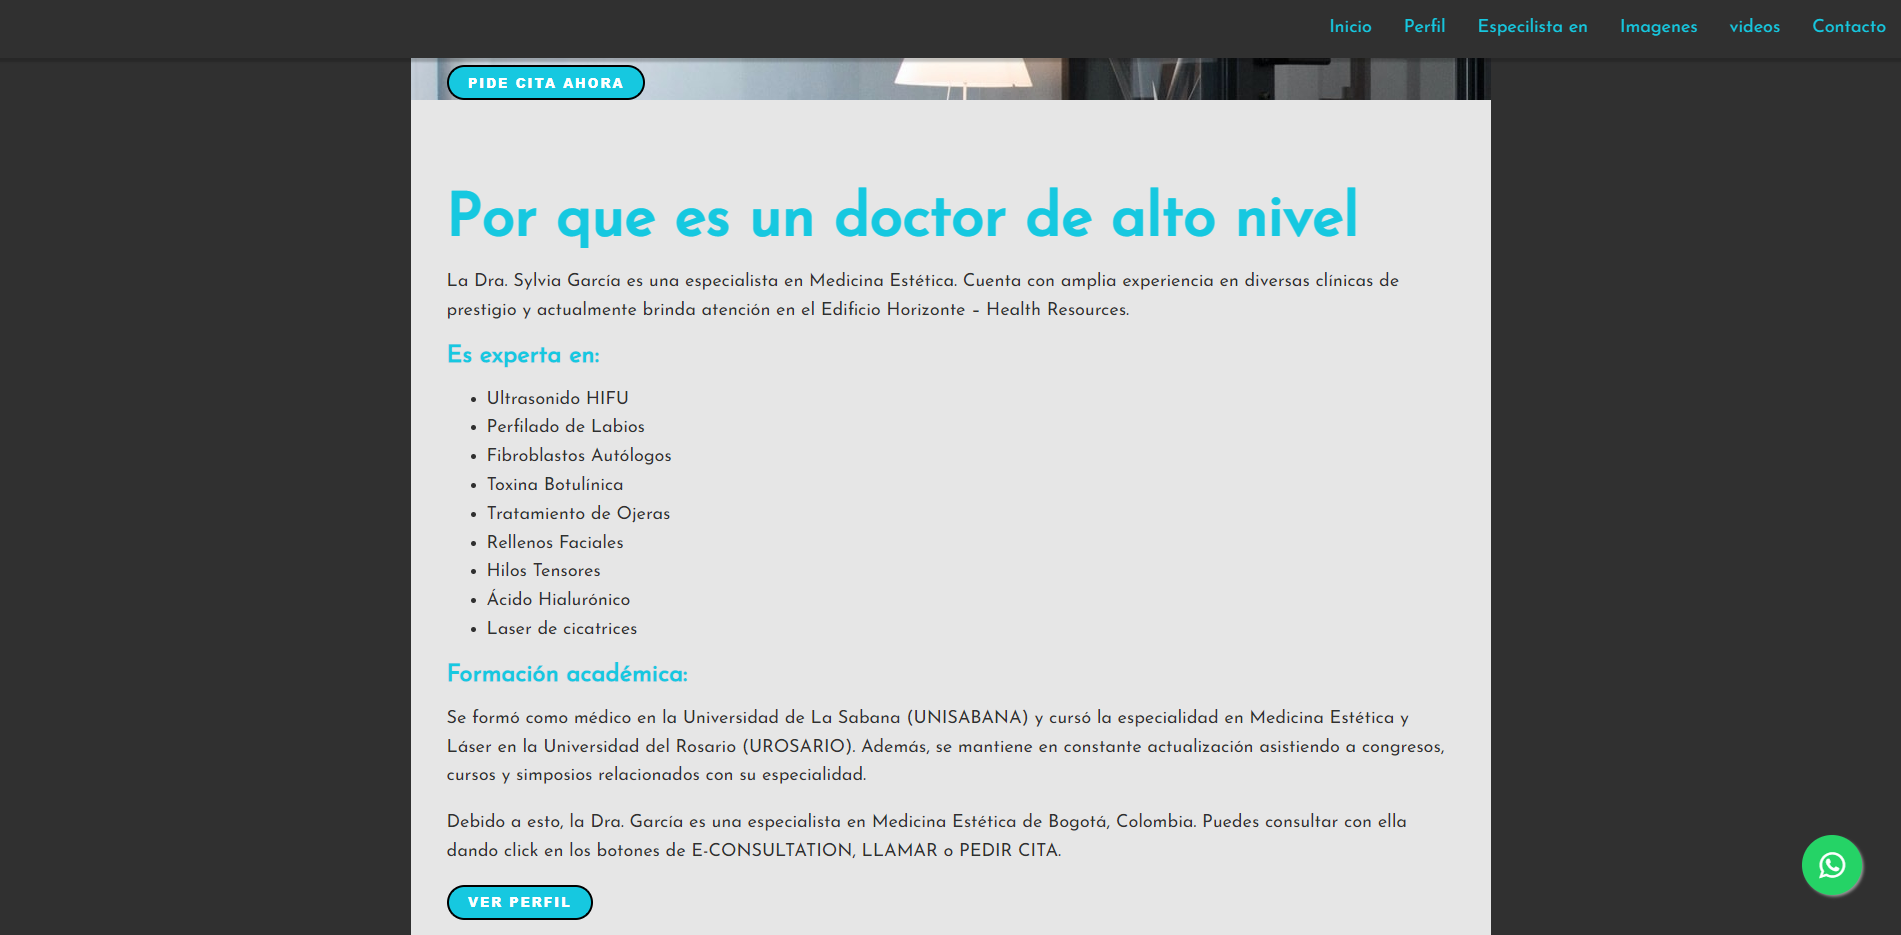 Inicio Perfil Especilista en Imagenes videos Contacto
PIDE CITA AHORA
Por que es un doctor de alto nivel
La Dra. Sylvia García es una especialista en Medicina Estética. Cuenta con amplia experiencia en diversas clínicas de
prestigio y actualmente brinda atención en el Edificio Horizonte – Health Resources.
Es experta en:
• Ultrasonido HIFU
• Perfilado de Labios
• Fibroblastos Autólogos
• Toxina Botulínica
• Tratamiento de Ojeras
• Rellenos Faciales
• Hilos Tensores
• Ácido Hialurónico
• Laser de cicatrices
Formación académica:
Se formó como médico en la Universidad de La Sabana (UNISABANA) y cursó la especialidad en Medicina Estética y
Láser en la Universidad del Rosario (UROSARIO). Además, se mantiene en constante actualización asistiendo a congresos,
cursos y simposios relacionados con su especialidad.
Debido a esto, la Dra. García es una especialista en Medicina Estética de Bogotá, Colombia. Puedes consultar con ella
dando click en los botones de E-CONSULTATION, LLAMAR o PEDIR CITA.
VER PERFIL